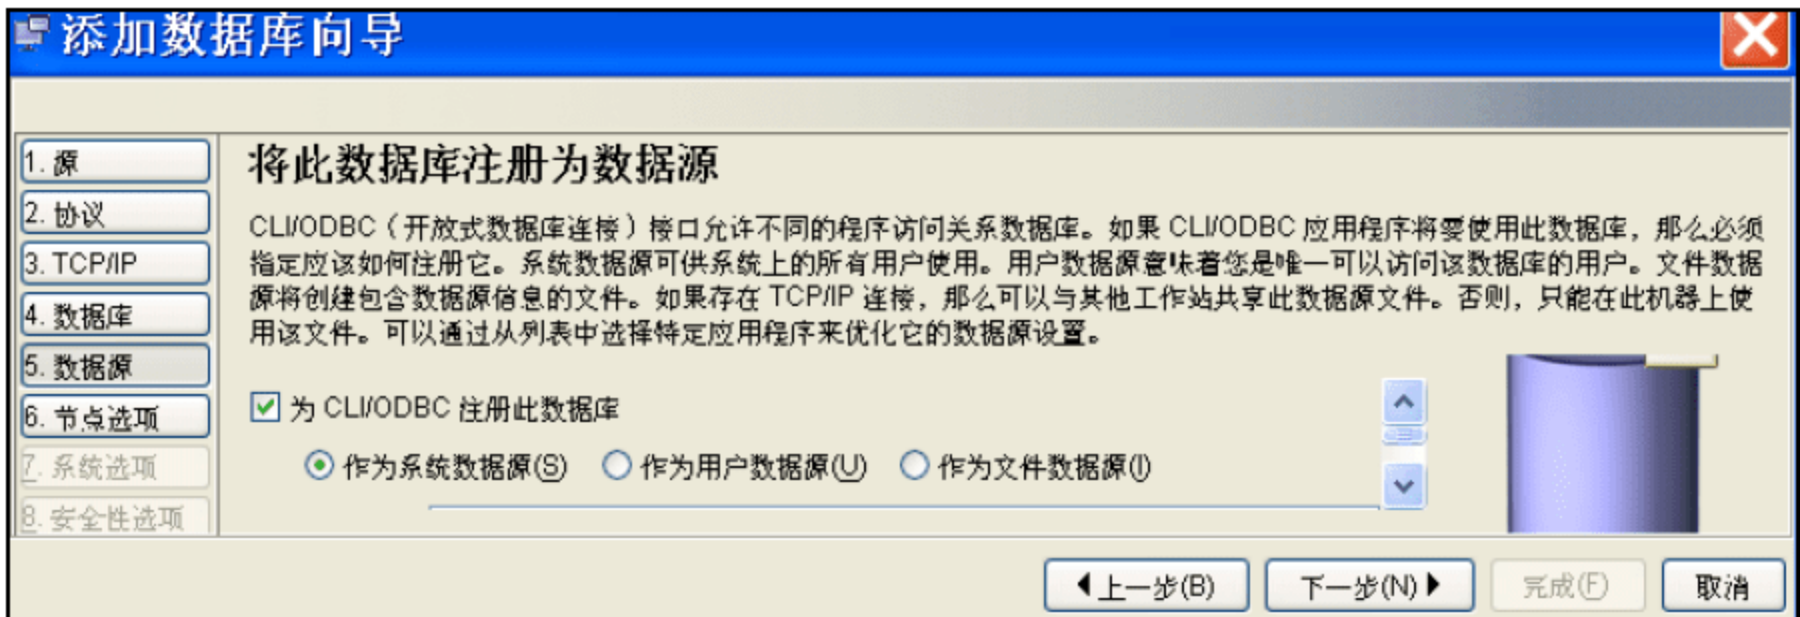 添加数据库向导
1. 源
2. 协议
3. TCP/IP
4. 数据库
5. 数据源
6. 节点选项
7. 系统选项
8. 安全性选项
将此数据库注册为数据源
CLI/ODBC（开放式数据库连接）接口允许不同的程序访问关系数据库。如果 CLI/ODBC 应用程序将要使用此数据库，那么必须
指定应该如何注册它。系统数据源可供系统上的所有用户使用。用户数据源意味着您是唯一可以访问该数据库的用户。文件数据
源将创建包含数据源信息的文件。如果存在 TCP/IP 连接，那么可以与其他工作站共享此数据源文件。否则，只能在此机器上使
用该文件。可以通过从列表中选择特定应用程序来优化它的数据源设置。
为 CLI/ODBC 注册此数据库
作为系统数据源(S) 作为用户数据源(U) 作为文件数据源(I)
上一步(B) 下一步(N) 完成(F) 取消